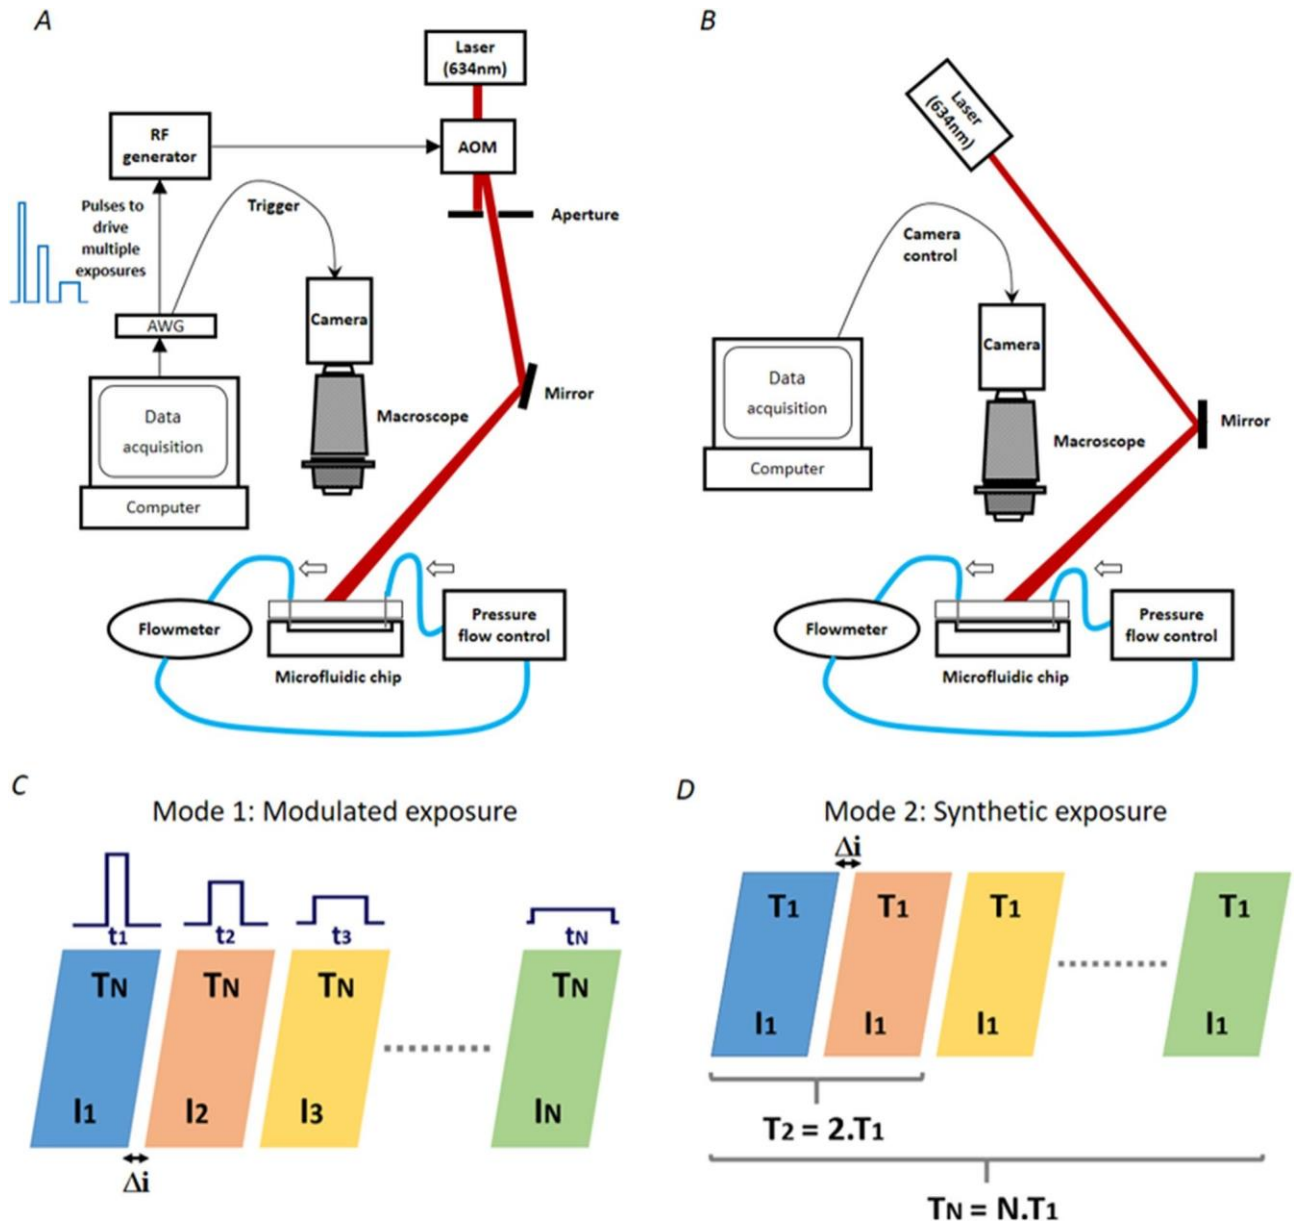 A
Laser
(634nm)
RF
generator
AOM
Pulses to
drive
multiple
exposures
Trigger
Aperture
AWG
Camera
Mirror
Data
acquisition
Macroscope
Computer
Flowmeter
Pressure
flow control
Microfluidic chip
B
Laser
(634nm)
Camera
control
Camera
Data
acquisition
Mirror
Macroscope
Computer
Flowmeter
Pressure
flow control
Microfluidic chip
C
Mode 1: Modulated exposure
t1 t2 t3 tN
TN TN TN TN
I1 I2 I3 IN
Δi
D
Mode 2: Synthetic exposure
Δi
T1 T1 T1 T1
I1 I1 I1 I1
T2 = 2.T1
TN = N.T1